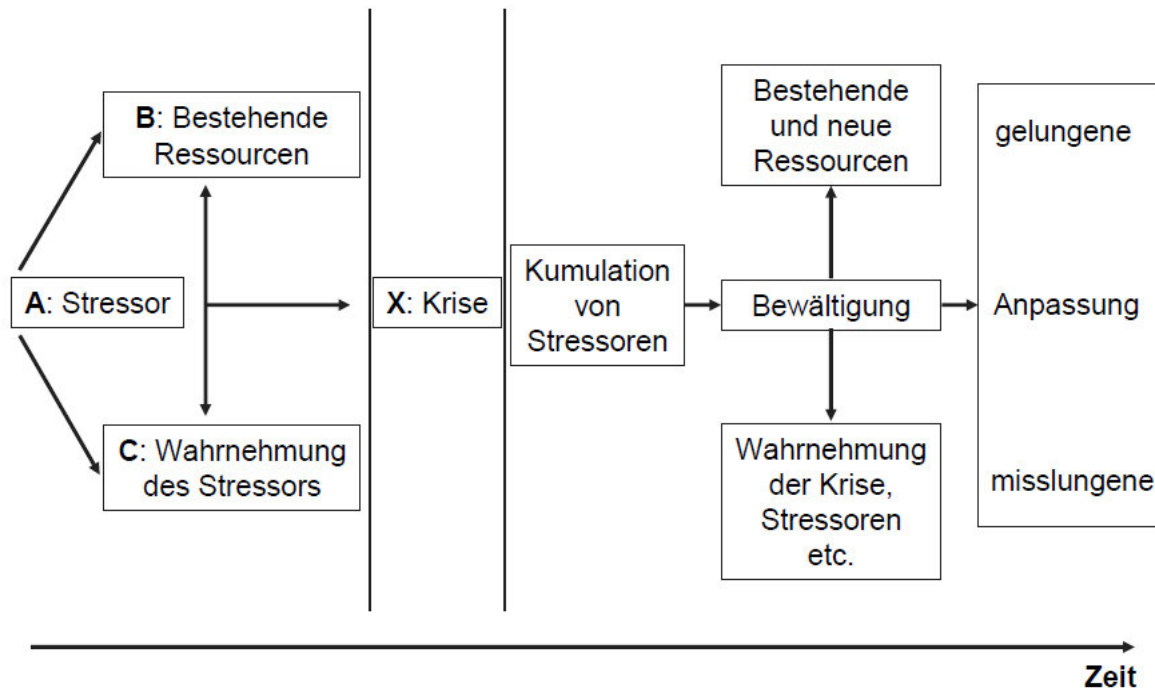 B: Bestehende
Ressourcen
A: Stressor
C: Wahrnehmung
des Stressors
X: Krise
Kumulation
von
Stressoren
Bestehende
und neue
Ressourcen
Bewältigung
Wahrnehmung
der Krise,
Stressoren
etc.
gelungene
Anpassung
misslungene
Zeit